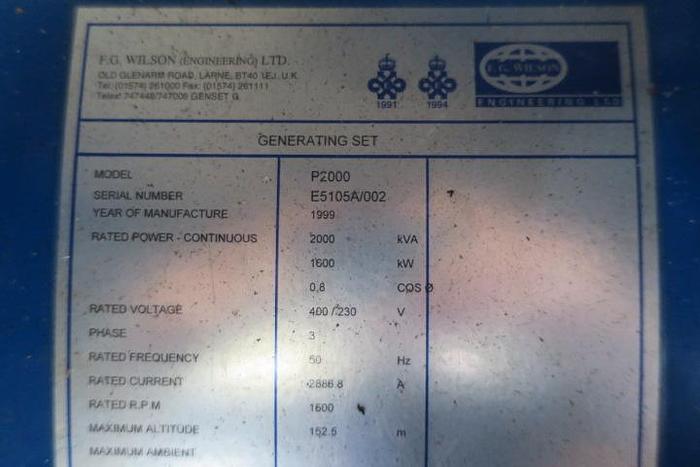 F.G. WILSON (ENGINEERING) LTD.
OLD GLENARM ROAD, LARNE, BT40 1EJ, U.K
Tel: (01574) 261000 Fax: (01574) 261111
Telex: 747448/747006 GENSET G.
1991 1994
F.G. WILSON
ENGINEERING LTD
GENERATING SET
MODEL P2000
SERIAL NUMBER E5105A/002
YEAR OF MANUFACTURE 1999
RATED POWER - CONTINUOUS 2000 kVA
1600 kW
0,8 COS Ø
RATED VOLTAGE 400 / 230 V
PHASE 3
RATED FREQUENCY 50 Hz
RATED CURRENT 2886.8 A
RATED R.P.M 1600
MAXIMUM ALTITUDE 152.5 m
MAXIMUM AMBIENT